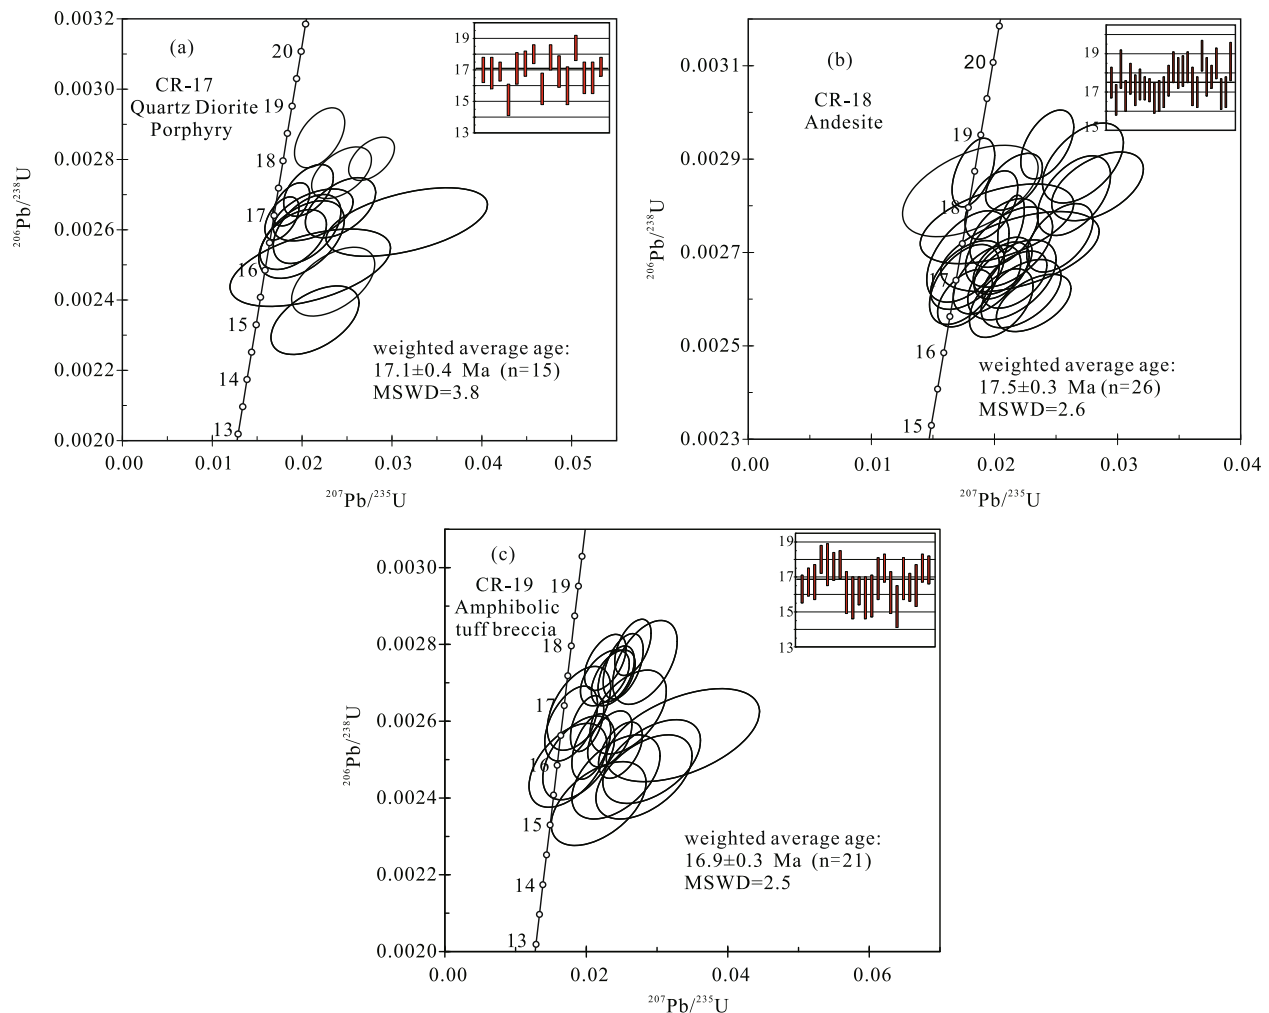 (a)
CR-17
Quartz Diorite
Porphyry
0.0032
0.0030
0.0028
0.0026
0.0024
0.0022
0.0020
²⁰⁶Pb/²³⁸U
20
19
18
17
16
15
14
13
19
17
15
13
weighted average age:
17.1±0.4 Ma (n=15)
MSWD=3.8
0.00
0.01
0.02
0.03
0.04
0.05
²⁰⁷Pb/²³⁵U
(b)
CR-18
Andesite
0.0031
0.0029
0.0027
0.0025
0.0023
²⁰⁶Pb/²³⁸U
20
19
18
17
16
15
19
17
15
weighted average age:
17.5±0.3 Ma (n=26)
MSWD=2.6
0.00
0.01
0.02
0.03
0.04
²⁰⁷Pb/²³⁵U
(c)
CR-19
Amphibolic
tuff breccia
0.0030
0.0028
0.0026
0.0024
0.0022
0.0020
²⁰⁶Pb/²³⁸U
19
18
17
16
15
14
13
19
17
15
13
weighted average age:
16.9±0.3 Ma (n=21)
MSWD=2.5
0.00
0.02
0.04
0.06
²⁰⁷Pb/²³⁵U